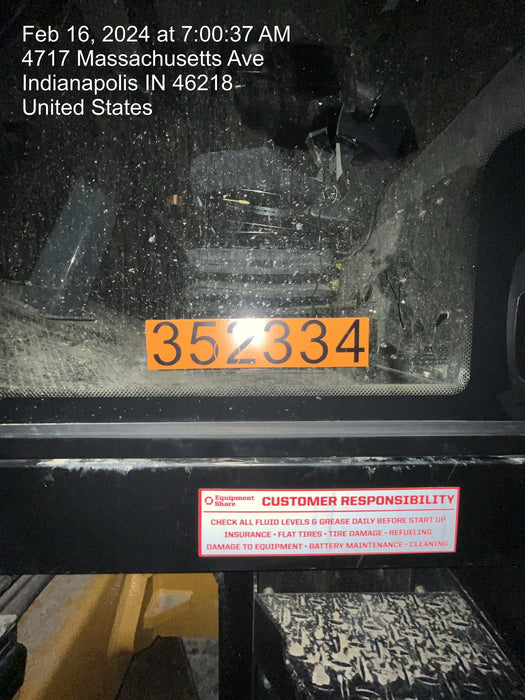 Feb 16, 2024 at 7:00:37 AM
4717 Massachusetts Ave
Indianapolis IN 46218
United States
352334
Equipment
Share
CUSTOMER RESPONSIBILITY
CHECK ALL FLUID LEVELS & GREASE DAILY BEFORE START UP
INSURANCE • FLAT TIRES • TIRE DAMAGE • REFUELING
DAMAGE TO EQUIPMENT • BATTERY MAINTENANCE • CLEANING